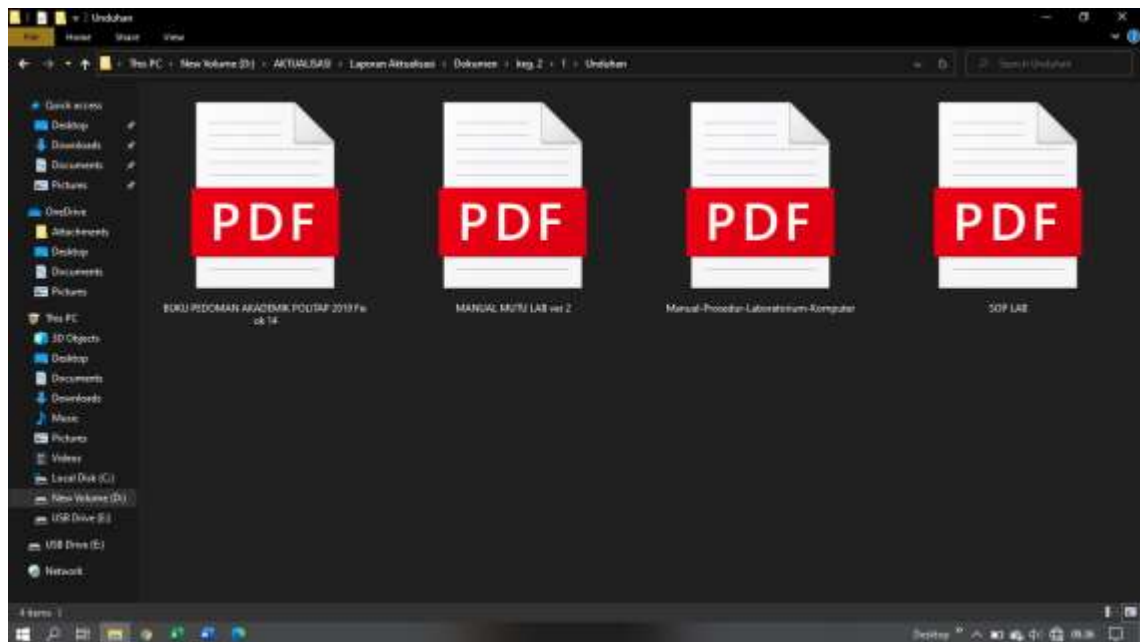 Unduhan
File Home Share View
This PC › New Volume (D:) › AKTUALISASI › Laporan Aktualisasi › Dokumen › keg. 2 › 1 › Unduhan
Search Unduhan
Quick access
Desktop
Downloads
Documents
Pictures
OneDrive
Attachments
Desktop
Documents
Pictures
This PC
3D Objects
Desktop
Documents
Downloads
Music
Pictures
Videos
Local Disk (C:)
New Volume (D:)
USB Drive (E:)
USB Drive (E:)
Network
PDF PDF PDF PDF
BUKU PEDOMAN AKADEMIK POLITAP 2019 MANUAL MUTU LAB ver 2 Manual-Prosedur-Laboratorium-Komputer SOP LAB
4 items
Desktop